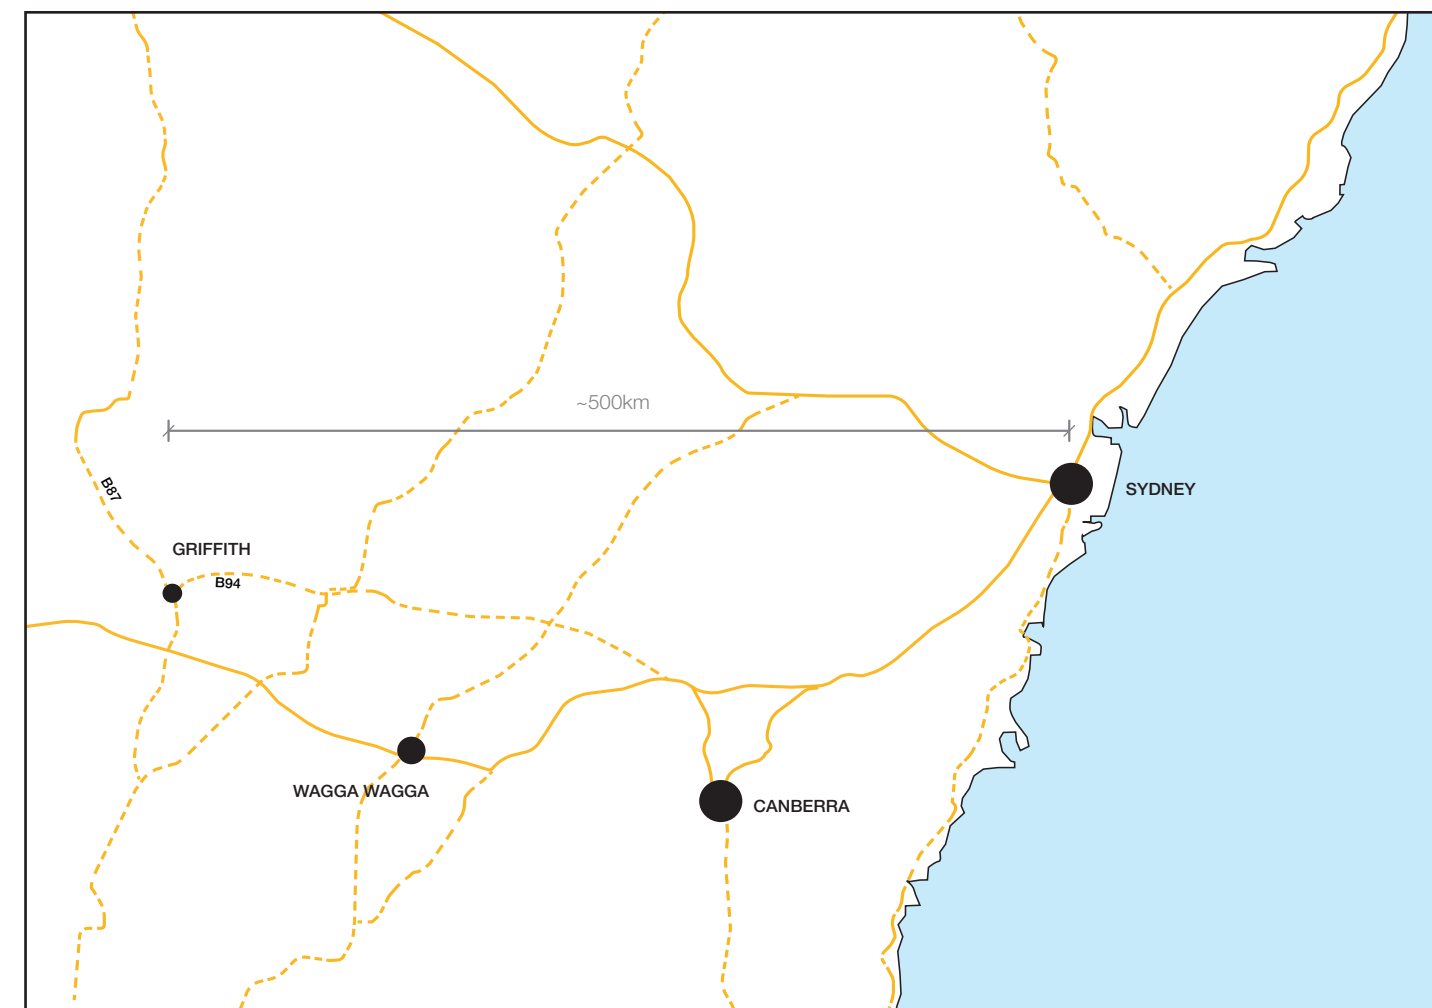 ~500km
B87
SYDNEY
GRIFFITH
B94
WAGGA WAGGA
CANBERRA